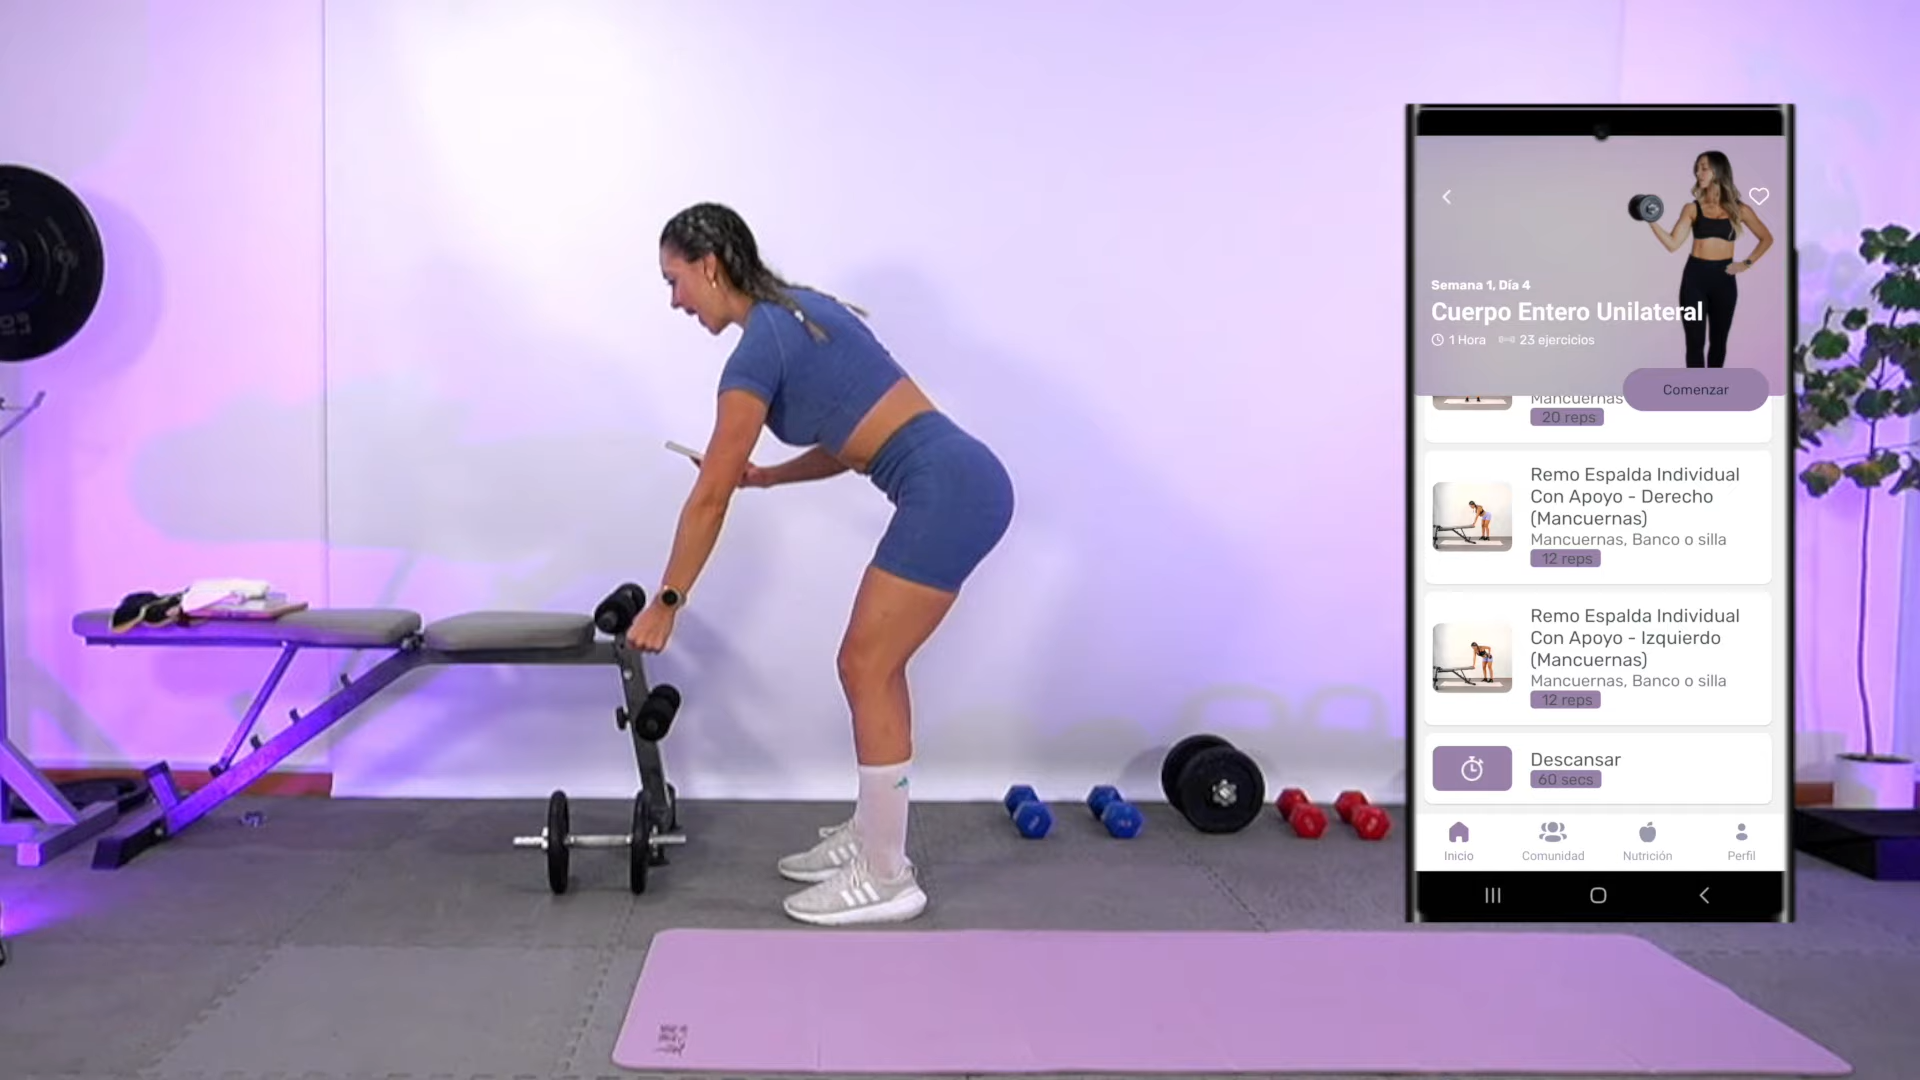 Semana 1, Día 4
Cuerpo Entero Unilateral
1 Hora
23 ejercicios
Comenzar
Mancuernas
20 reps
Remo Espalda Individual
Con Apoyo - Derecho
(Mancuernas)
Mancuernas, Banco o silla
12 reps
Remo Espalda Individual
Con Apoyo - Izquierdo
(Mancuernas)
Mancuernas, Banco o silla
12 reps
Descansar
60 secs
Inicio
Comunidad
Nutrición
Perfil